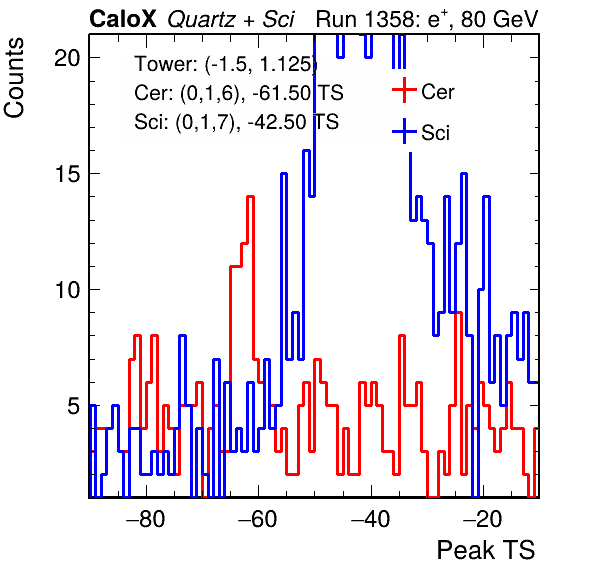 CaloX Quartz + Sci Run 1358: e⁺, 80 GeV
Counts
Tower: (-1.5, 1.125)
Cer: (0,1,6), -61.50 TS
Sci: (0,1,7), -42.50 TS
Cer
Sci
20
15
10
5
−80 −60 −40 −20
Peak TS